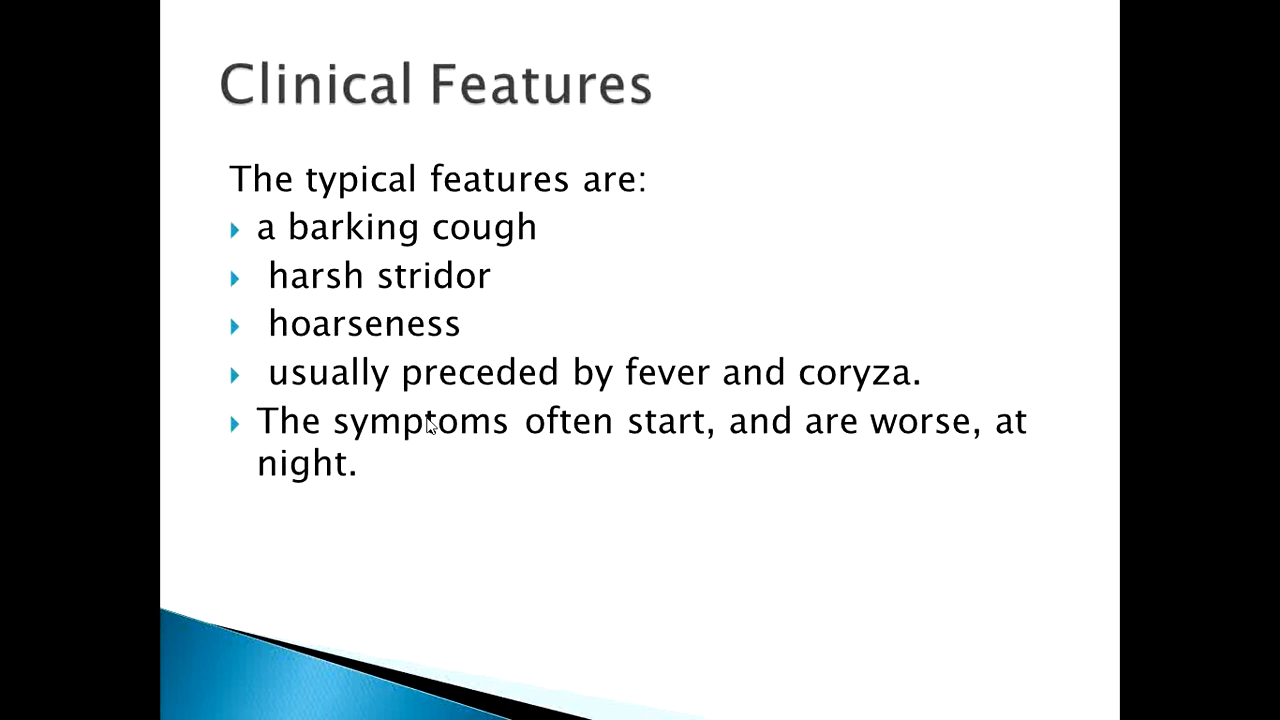 Clinical Features
The typical features are:
a barking cough
harsh stridor
hoarseness
usually preceded by fever and coryza.
The symptoms often start, and are worse, at
night.